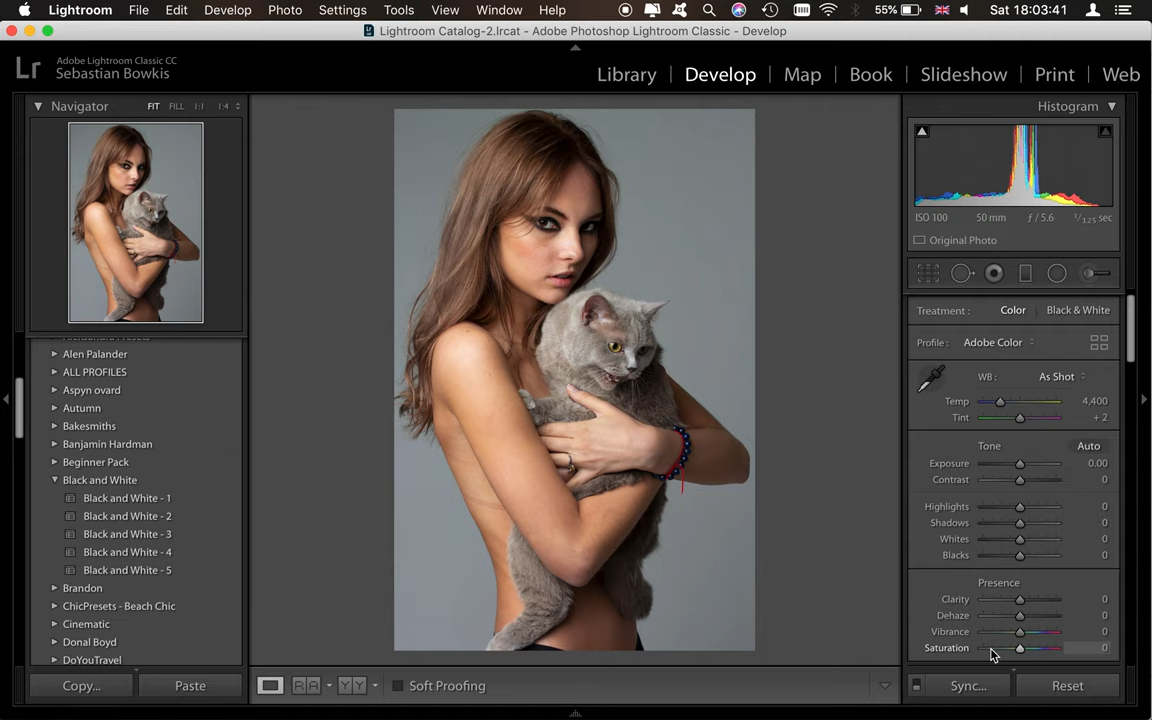 Lightroom File Edit Develop Photo Settings Tools View Window Help 55% Sat 18:03:41
Lightroom Catalog-2.lrcat - Adobe Photoshop Lightroom Classic - Develop
Lr Adobe Lightroom Classic CC
Sebastian Bowkis
Library | Develop | Map | Book | Slideshow | Print | Web
Navigator FIT FILL 1:1 1:4
Alen Palander
ALL PROFILES
Aspyn ovard
Autumn
Bakesmiths
Banjamin Hardman
Beginner Pack
Black and White
Black and White - 1
Black and White - 2
Black and White - 3
Black and White - 4
Black and White - 5
Brandon
ChicPresets - Beach Chic
Cinematic
Donal Boyd
DoYouTravel
Copy... Paste
RA YY Soft Proofing
Histogram
ISO 100 50 mm ƒ / 5.6 1/125 sec
Original Photo
Treatment : Color Black & White
Profile : Adobe Color
WB : As Shot
Temp 4,400
Tint + 2
Tone Auto
Exposure 0.00
Contrast 0
Highlights 0
Shadows 0
Whites 0
Blacks 0
Presence
Clarity 0
Dehaze 0
Vibrance 0
Saturation 0
Sync... Reset